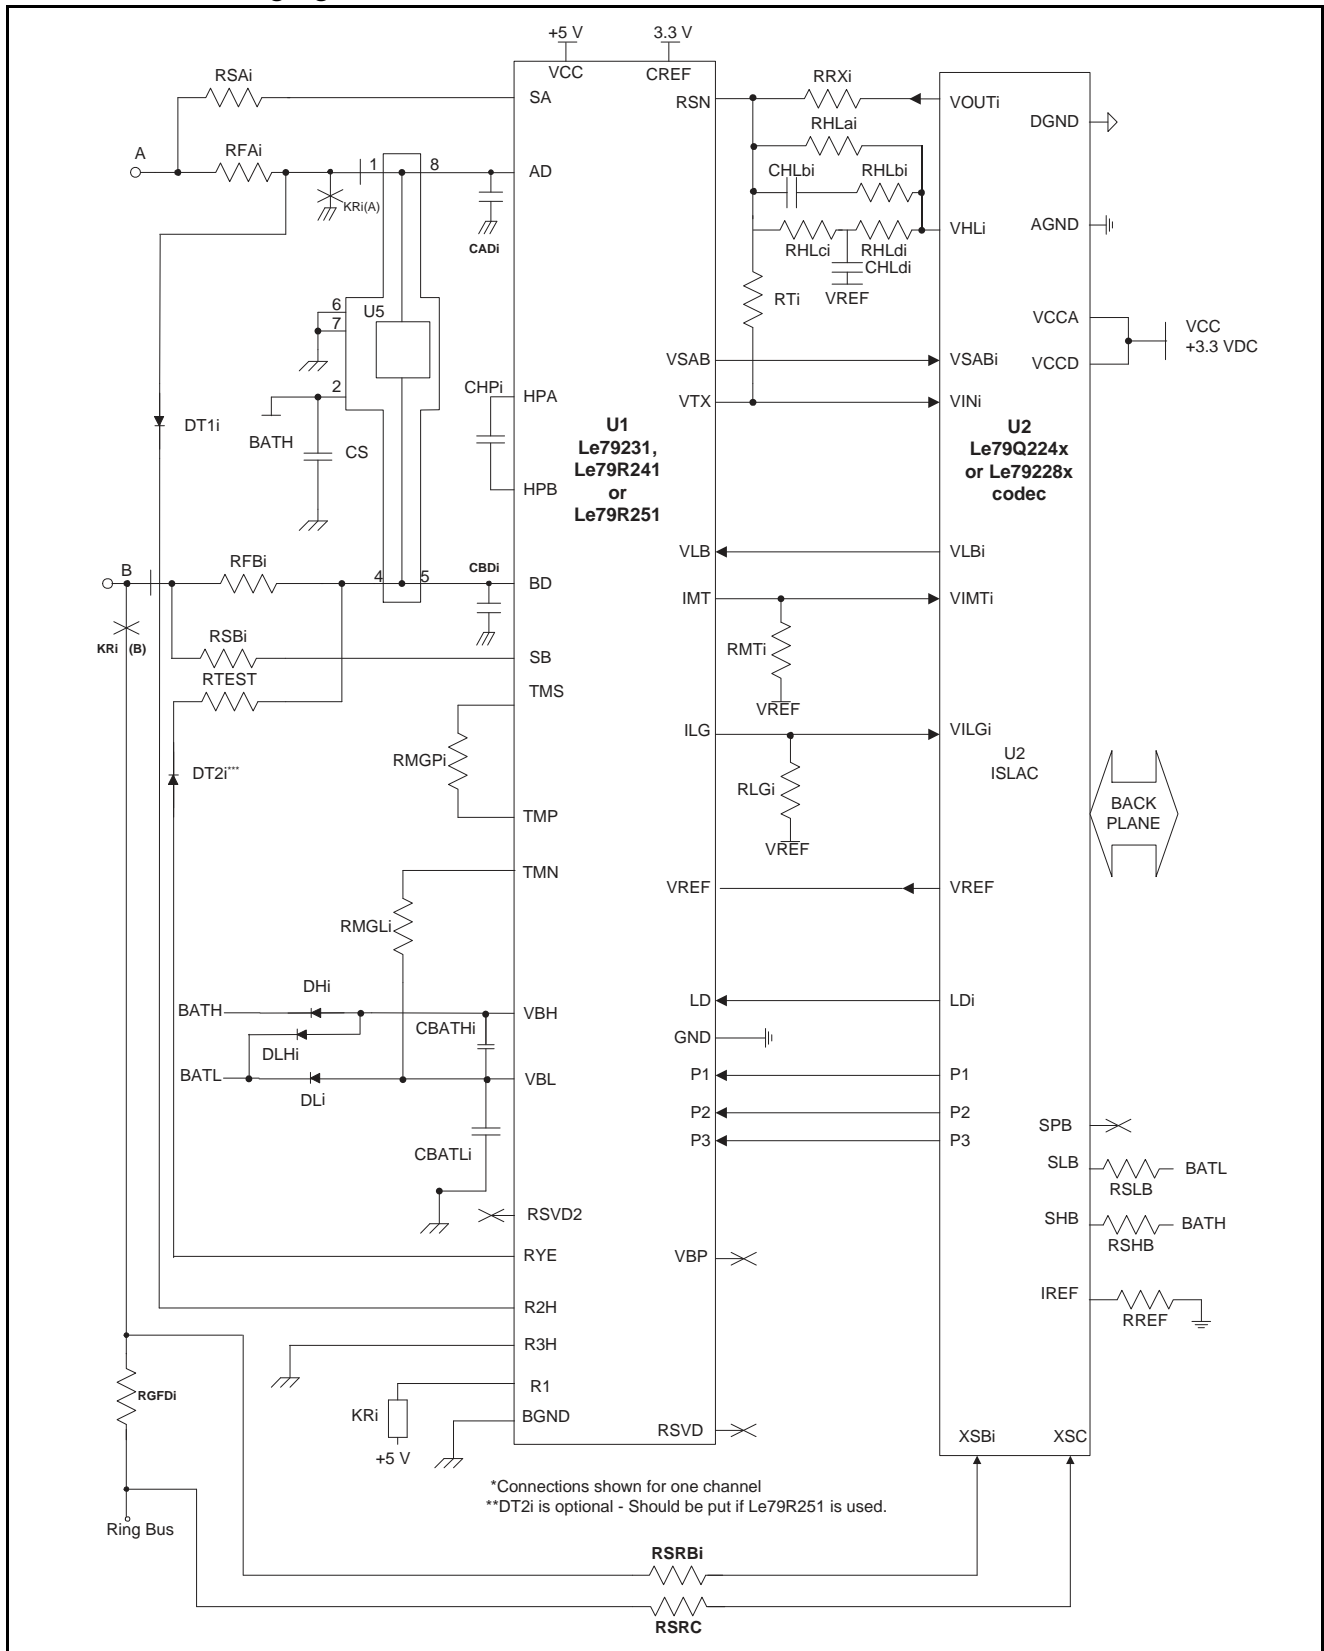 +5 V
3.3 V
VCC
CREF
RSAi
SA
RSN
RRXi
VOUTi
DGND
RHLai
A
RFAi
1
8
AD
KRi(A)
CADi
CHLbi
RHLbi
VHLi
AGND
RHLci
RHLdi
CHLdi
VREF
RTi
6
7
U5
VCCA
VCCD
VCC
+3.3 VDC
VSAB
VSABi
2
CHPi
HPA
VTX
VINi
DT1i
BATH
CS
HPB
U1
Le79231,
Le79R241
or
Le79R251
U2
Le79Q224x
or Le79228x
codec
VLB
VLBi
B
RFBi
4
5
CBDi
BD
IMT
VIMTi
KRi (B)
RSBi
SB
RTEST
TMS
RMTi
VREF
ILG
VILGi
U2
ISLAC
DT2i***
RMGPi
TMP
RLGi
VREF
BACK
PLANE
TMN
VREF
VREF
RMGLi
DHi
BATH
VBH
CBATHi
DLHi
BATL
VBL
DLi
CBATLi
LD
LDi
GND
P1
P1
P2
P2
P3
P3
SPB
SLB
RSLB
BATL
SHB
RSHB
BATH
RSVD2
RYE
VBP
IREF
RREF
R2H
R3H
RGFDi
R1
KRi
+5 V
BGND
RSVD
XSBi
XSC
*Connections shown for one channel
**DT2i is optional - Should be put if Le79R251 is used.
Ring Bus
RSRBi
RSRC